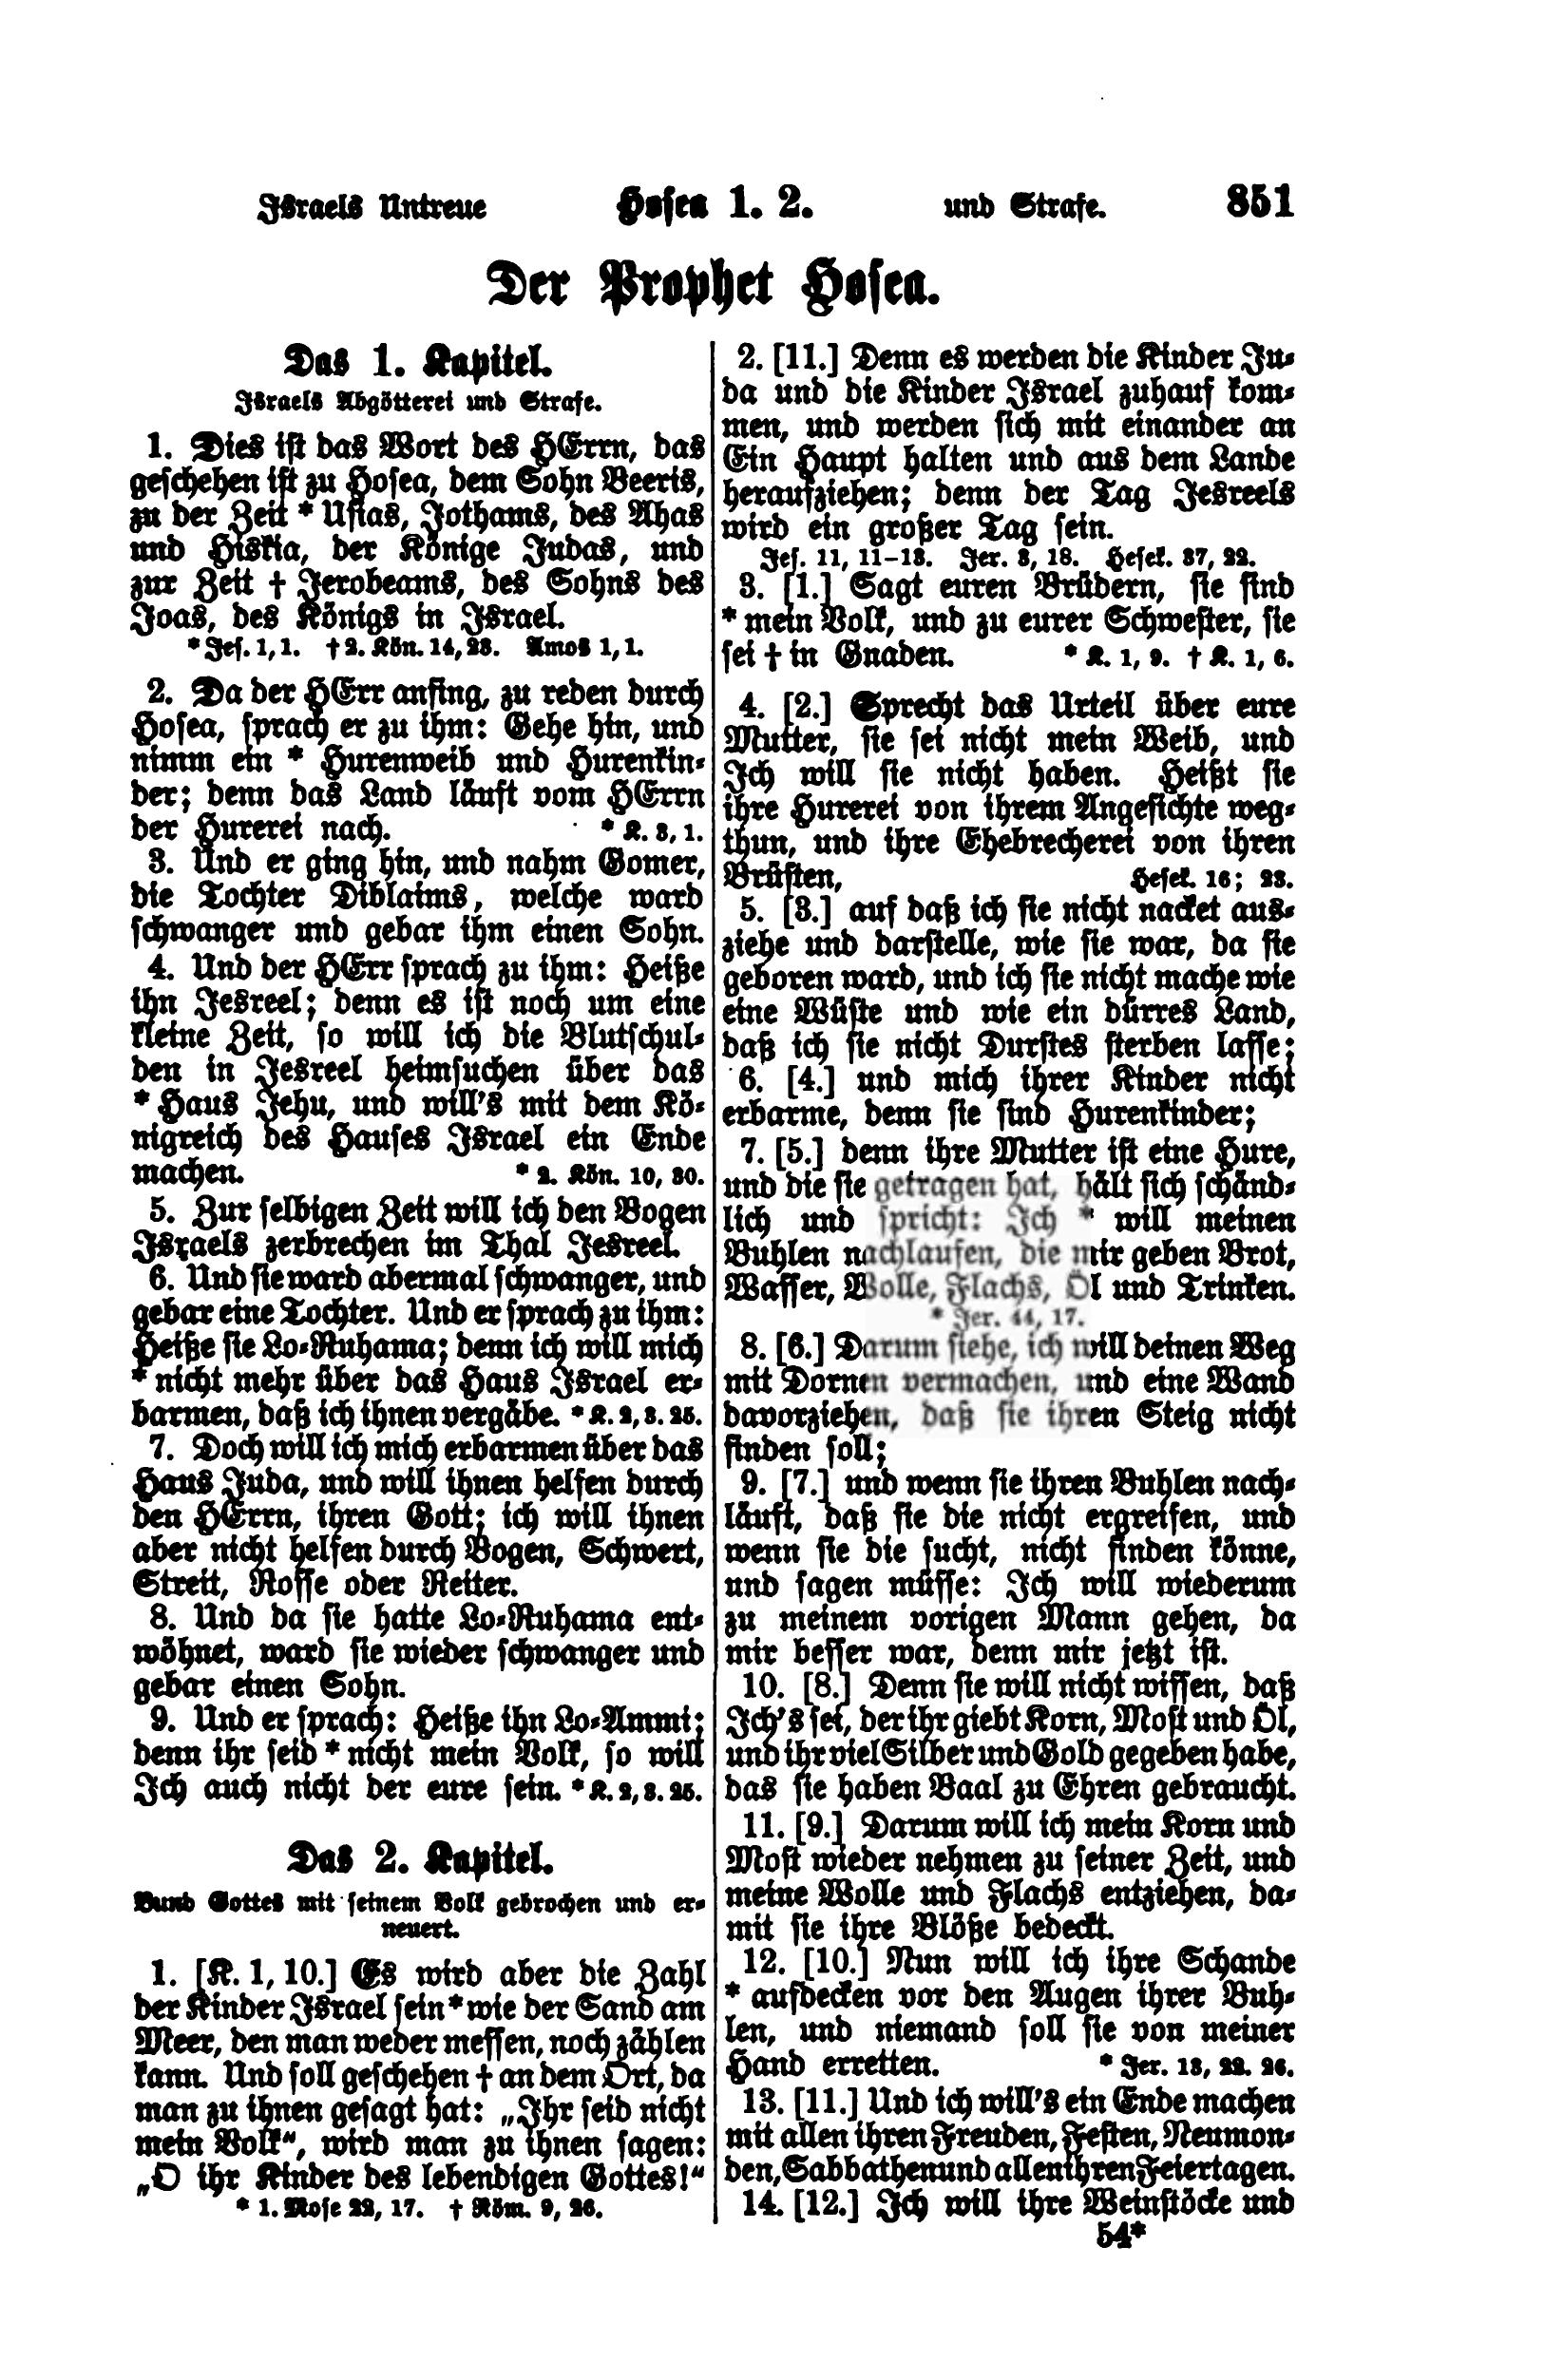 Israels Untreue Hosea 1. 2. und Strafe. 851
Der Prophet Hosea.
Das 1. Kapitel.
Israels Abgötterei und Strafe.
1. Dies ist das Wort des HErrn, das
geschehen ist zu Hosea, dem Sohn Beeris,
zu der Zeit * Usias, Jothams, des Ahas
und Hiskia, der Könige Judas, und
zur Zeit † Jerobeams, des Sohns des
Joas, des Königs in Israel.
* Jes. 1, 1. † 2. Kön. 14, 23. Amos 1, 1.
2. Da der HErr anfing, zu reden durch
Hosea, sprach er zu ihm: Gehe hin, und
nimm ein * Hurenweib und Hurenkin-
der; denn das Land läuft vom HErrn
der Hurerei nach. * K. 3, 1.
3. Und er ging hin, und nahm Gomer,
die Tochter Diblaims, welche ward
schwanger und gebar ihm einen Sohn.
4. Und der HErr sprach zu ihm: Heiße
ihn Jesreel; denn es ist noch um eine
kleine Zeit, so will ich die Blutschul-
den in Jesreel heimsuchen über das
* Haus Jehu, und will's mit dem Kö-
nigreich des Hauses Israel ein Ende
machen. * 2. Kön. 10, 30.
5. Zur selbigen Zeit will ich den Bogen
Israels zerbrechen im Thal Jesreel.
6. Und sie ward abermal schwanger, und
gebar eine Tochter. Und er sprach zu ihm:
Heiße sie Lo-Ruhama; denn ich will mich
* nicht mehr über das Haus Israel er-
barmen, daß ich ihnen vergäbe. * K. 2, 3. 25.
7. Doch will ich mich erbarmen über das
Haus Juda, und will ihnen helfen durch
den HErrn, ihren Gott; ich will ihnen
aber nicht helfen durch Bogen, Schwert,
Streit, Rosse oder Reiter.
8. Und da sie hatte Lo-Ruhama ent-
wöhnet, ward sie wieder schwanger und
gebar einen Sohn.
9. Und er sprach: Heiße ihn Lo-Ammi;
denn ihr seid * nicht mein Volk, so will
Ich auch nicht der eure sein. * K. 2, 3. 25.
Das 2. Kapitel.
Bund Gottes mit seinem Volk gebrochen und er-
neuert.
1. [K. 1, 10.] Es wird aber die Zahl
der Kinder Israel sein * wie der Sand am
Meer, den man weder messen, noch zählen
kann. Und soll geschehen † an dem Ort, da
man zu ihnen gesagt hat: „Ihr seid nicht
mein Volk“, wird man zu ihnen sagen:
„O ihr Kinder des lebendigen Gottes!“
* 1. Mose 22, 17. † Röm. 9, 26.
2. [11.] Denn es werden die Kinder Ju-
da und die Kinder Israel zuhauf kom-
men, und werden sich mit einander an
Ein Haupt halten und aus dem Lande
heraufziehen; denn der Tag Jesreels
wird ein großer Tag sein.
Jes. 11, 11-13. Jer. 3, 18. Hesek. 37, 22.
3. [1.] Sagt euren Brüdern, sie sind
* mein Volk, und zu eurer Schwester, sie
sei † in Gnaden. * K. 1, 9. † K. 1, 6.
4. [2.] Sprecht das Urteil über eure
Mutter, sie sei nicht mein Weib, und
Ich will sie nicht haben. Heißt sie
ihre Hurerei von ihrem Angesichte weg-
thun, und ihre Ehebrecherei von ihren
Brüsten, Hesek. 16; 23.
5. [3.] auf daß ich sie nicht nacket aus-
ziehe und darstelle, wie sie war, da sie
geboren ward, und ich sie nicht mache wie
eine Wüste und wie ein dürres Land,
daß ich sie nicht Durstes sterben lasse;
6. [4.] und mich ihrer Kinder nicht
erbarme, denn sie sind Hurenkinder;
7. [5.] denn ihre Mutter ist eine Hure,
und die sie getragen hat, hält sich schänd-
lich und spricht: Ich * will meinen
Buhlen nachlaufen, die mir geben Brot,
Wasser, Wolle, Flachs, Öl und Trinken.
* Jer. 44, 17.
8. [6.] Darum siehe, ich will deinen Weg
mit Dornen vermachen, und eine Wand
davorziehen, daß sie ihren Steig nicht
finden soll;
9. [7.] und wenn sie ihren Buhlen nach-
läuft, daß sie die nicht ergreifen, und
wenn sie die sucht, nicht finden könne,
und sagen müsse: Ich will wiederum
zu meinem vorigen Mann gehen, da
mir besser war, denn mir jetzt ist.
10. [8.] Denn sie will nicht wissen, daß
Ich's sei, der ihr giebt Korn, Most und Öl,
und ihr viel Silber und Gold gegeben habe,
das sie haben Baal zu Ehren gebraucht.
11. [9.] Darum will ich mein Korn und
Most wieder nehmen zu seiner Zeit, und
meine Wolle und Flachs entziehen, da-
mit sie ihre Blöße bedeckt.
12. [10.] Nun will ich ihre Schande
* aufdecken vor den Augen ihrer Buh-
len, und niemand soll sie von meiner
Hand erretten. * Jer. 13, 22. 26.
13. [11.] Und ich will's ein Ende machen
mit allen ihren Freuden, Festen, Neumon-
den, Sabbathen und allen ihren Feiertagen.
14. [12.] Ich will ihre Weinstöcke und
54*